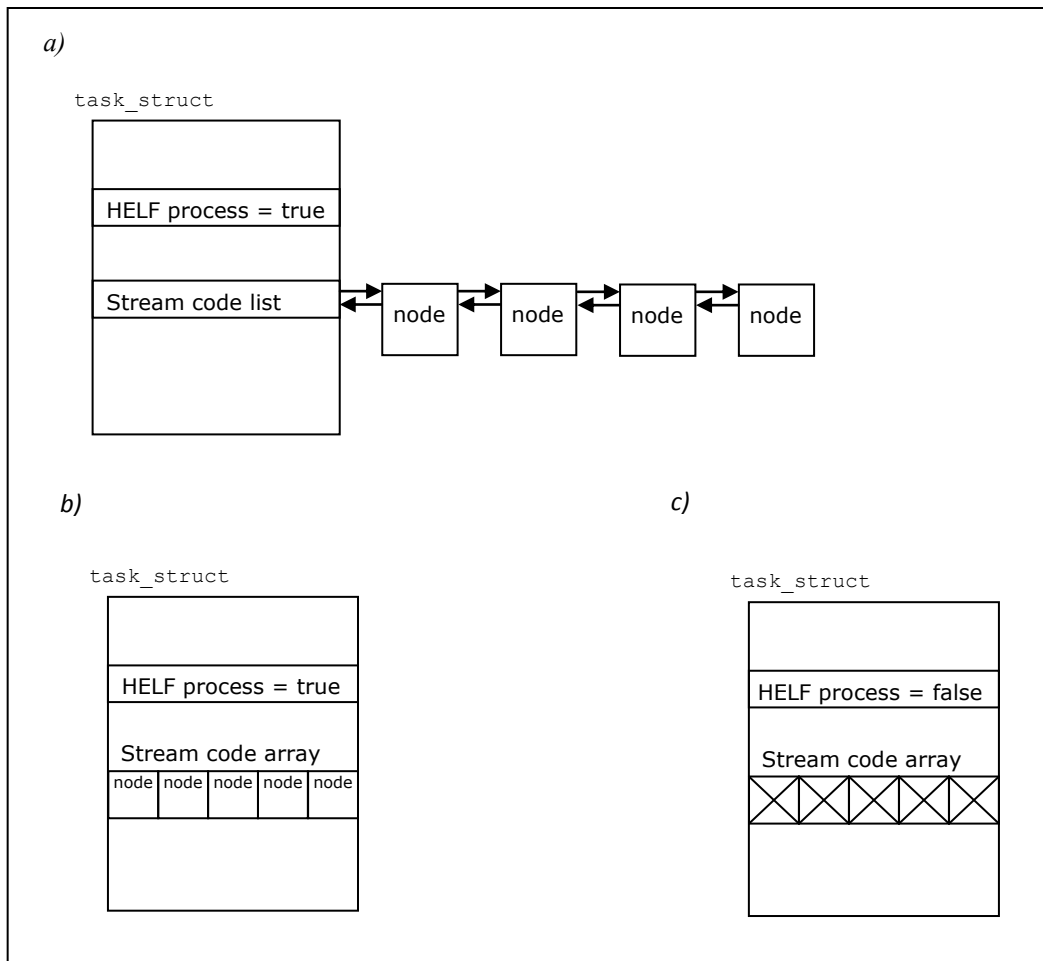 a)
task_struct
HELF process = true
Stream code list
node node node node
b)
c)
task_struct
HELF process = true
Stream code array
node node node node node
task_struct
HELF process = false
Stream code array